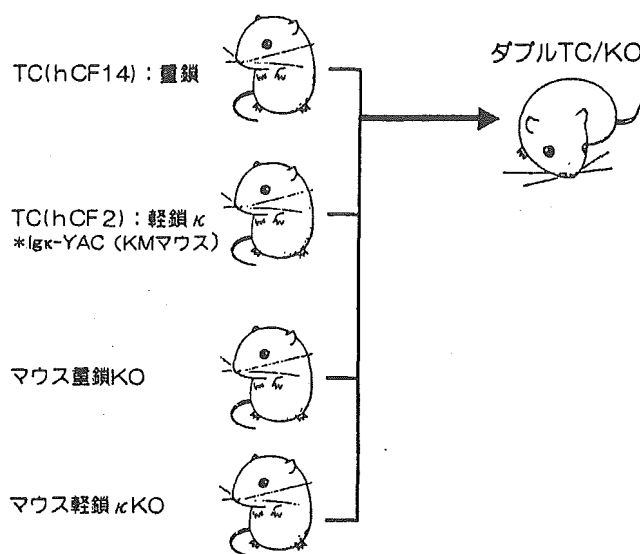 ダブルTC/KO
TC(hCF14)：重鎖
TC(hCF2)：軽鎖κ
*Igκ-YAC（KMマウス）
マウス重鎖KO
マウス軽鎖κKO